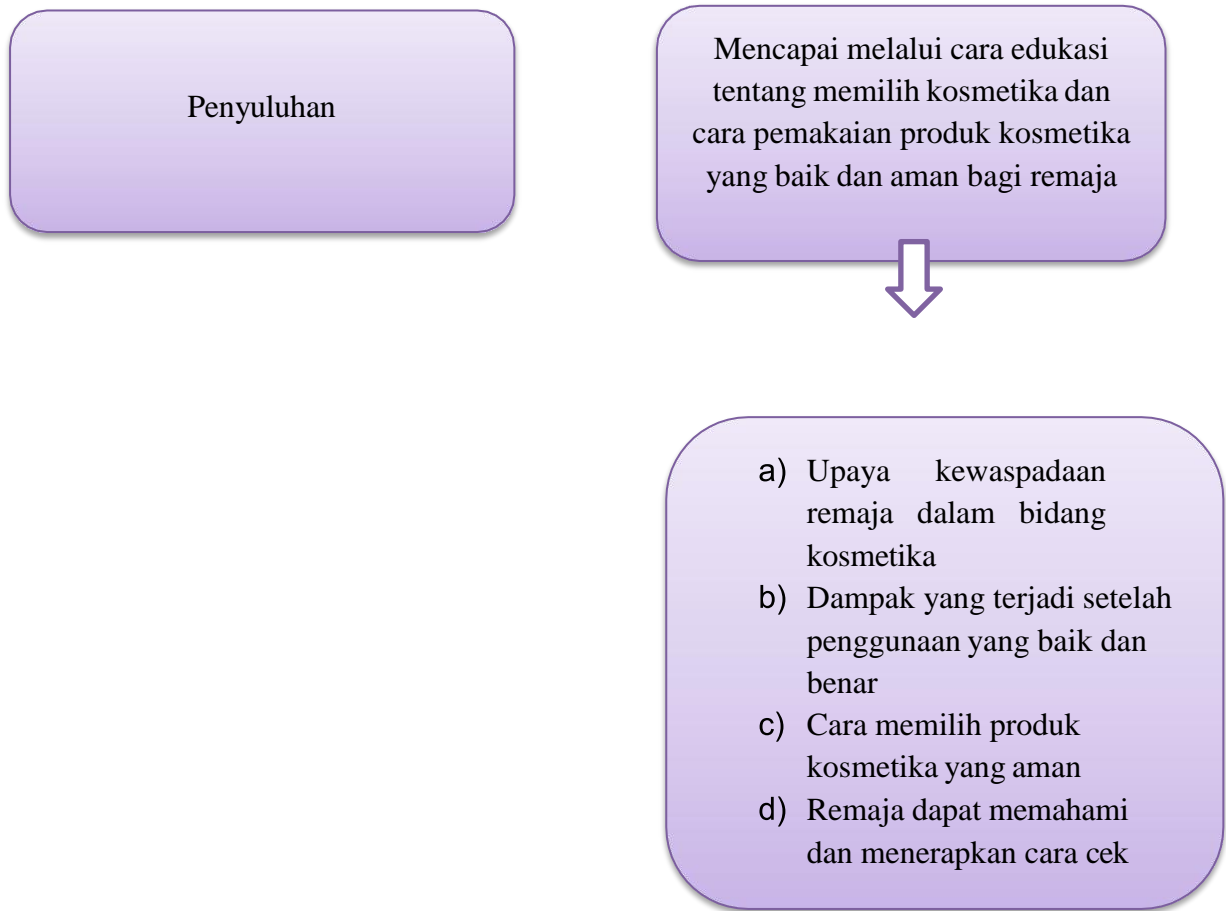 Penyuluhan
Mencapai melalui cara edukasi
tentang memilih kosmetika dan
cara pemakaian produk kosmetika
yang baik dan aman bagi remaja
a) Upaya kewaspadaan
remaja dalam bidang
kosmetika
b) Dampak yang terjadi setelah
penggunaan yang baik dan
benar
c) Cara memilih produk
kosmetika yang aman
d) Remaja dapat memahami
dan menerapkan cara cek